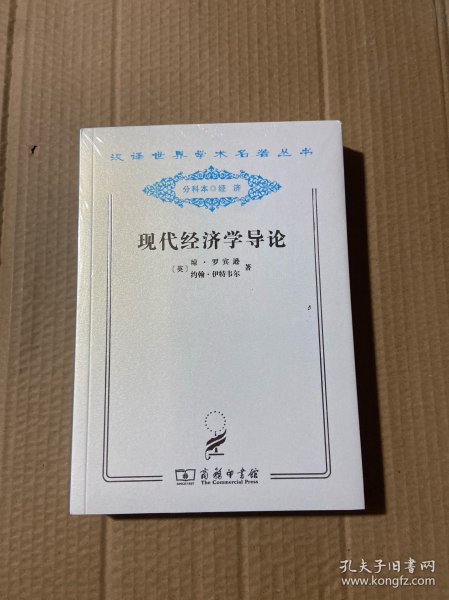 汉译世界学术名著丛书
分科本 经济
现代经济学导论
〔英〕琼·罗宾逊
约翰·伊特韦尔 著
SINCE1897
商务印书馆
The Commercial Press
孔夫子旧书网
www.kongfz.com